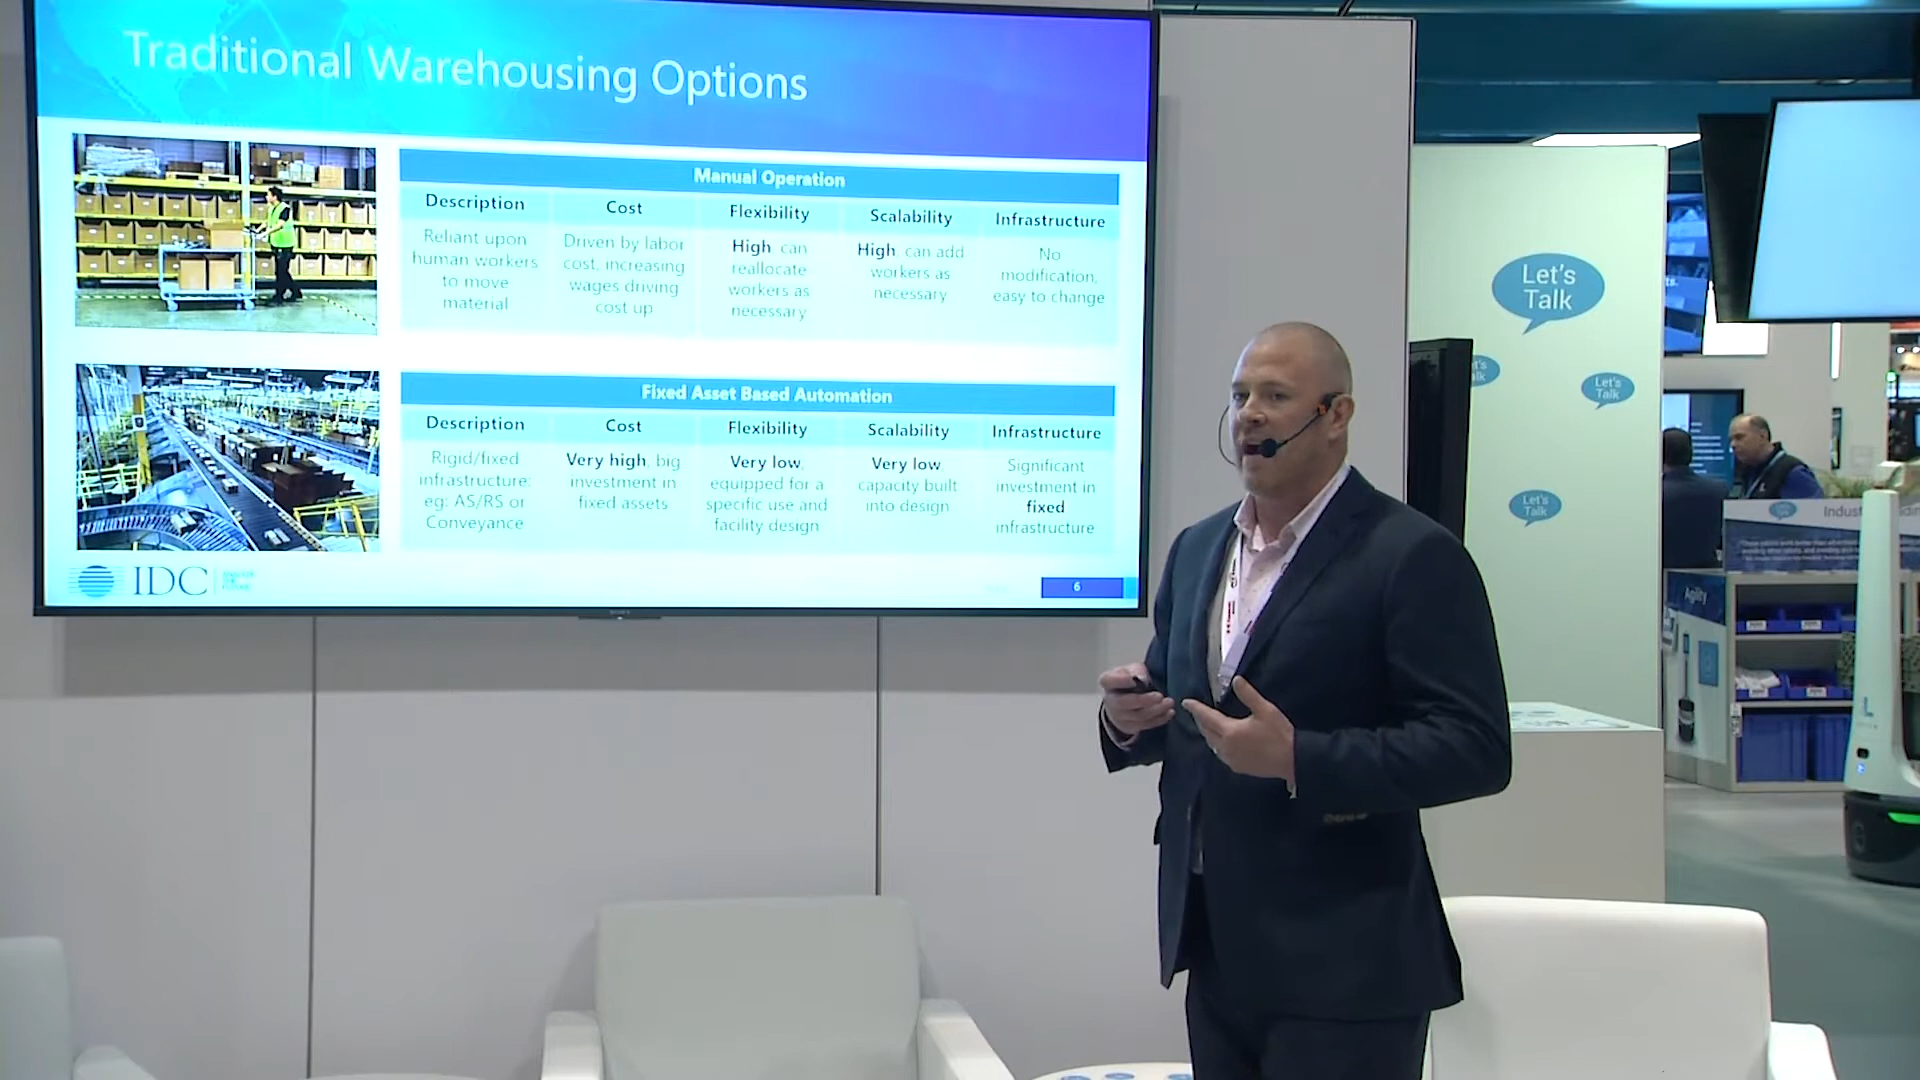 Traditional Warehousing Options
Manual Operation
Description
Cost
Flexibility
Scalability
Infrastructure
Reliant upon
human workers
to move
material
Driven by labor
cost, increasing
wages driving
cost up
High, can
reallocate
workers as
necessary
High, can add
workers as
necessary
No
modification,
easy to change
Fixed Asset Based Automation
Description
Cost
Flexibility
Scalability
Infrastructure
Rigid/fixed
infrastructure:
eg: AS/RS or
Conveyance
Very high, big
investment in
fixed assets
Very low,
equipped for a
specific use and
facility design
Very low
capacity built
into design
Significant
investment in
fixed
infrastructure
IDC
6
Let's
Talk
Let's
Talk
Let's
Talk
Agility